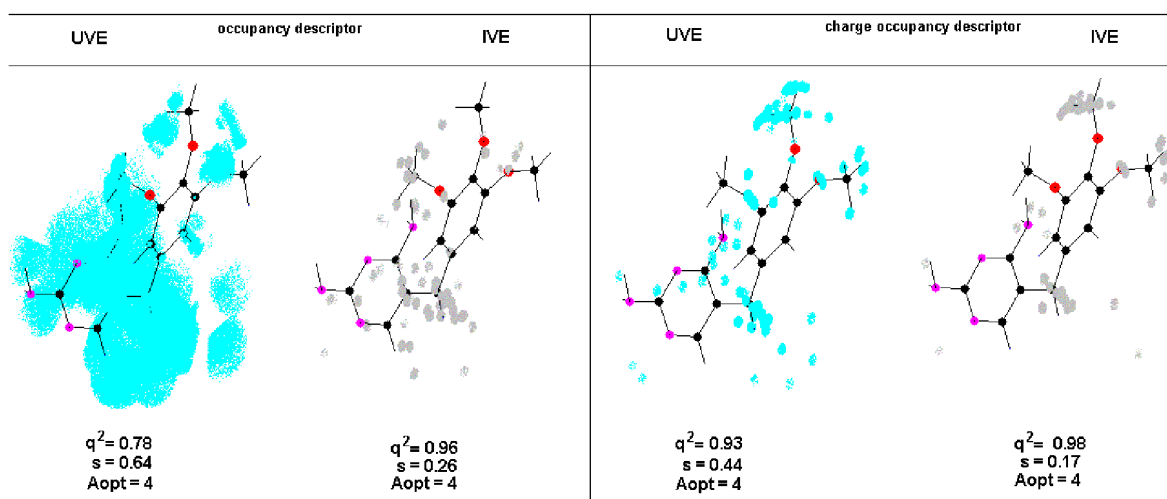 occupancy descriptor
UVE IVE
charge occupancy descriptor
UVE IVE
q²= 0.78
s = 0.64
Aopt = 4
q²= 0.96
s = 0.26
Aopt = 4
q²= 0.93
s = 0.44
Aopt = 4
q²= 0.98
s = 0.17
Aopt = 4